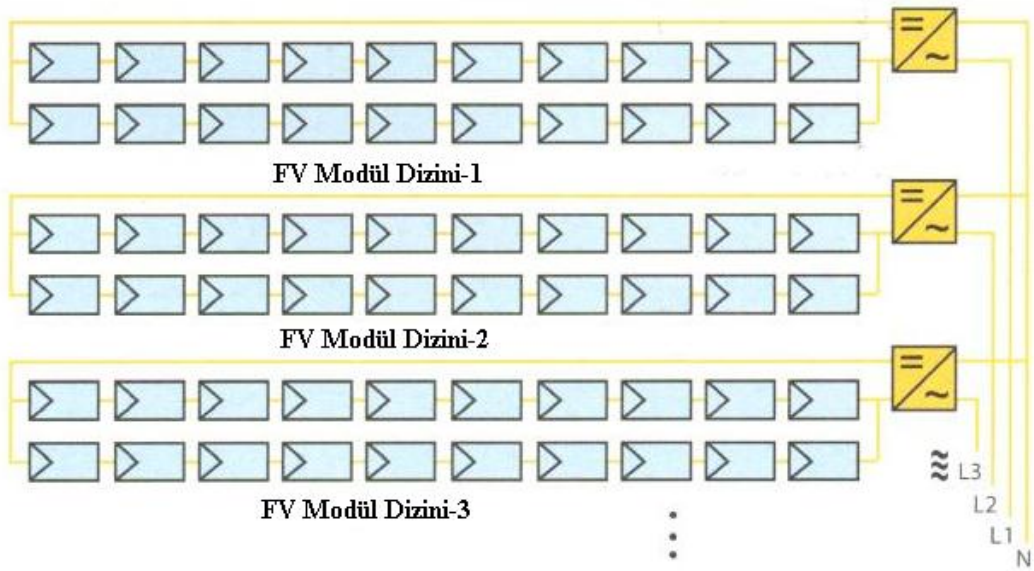 FV Modül Dizini-1
FV Modül Dizini-2
FV Modül Dizini-3
L3
L2
L1
N